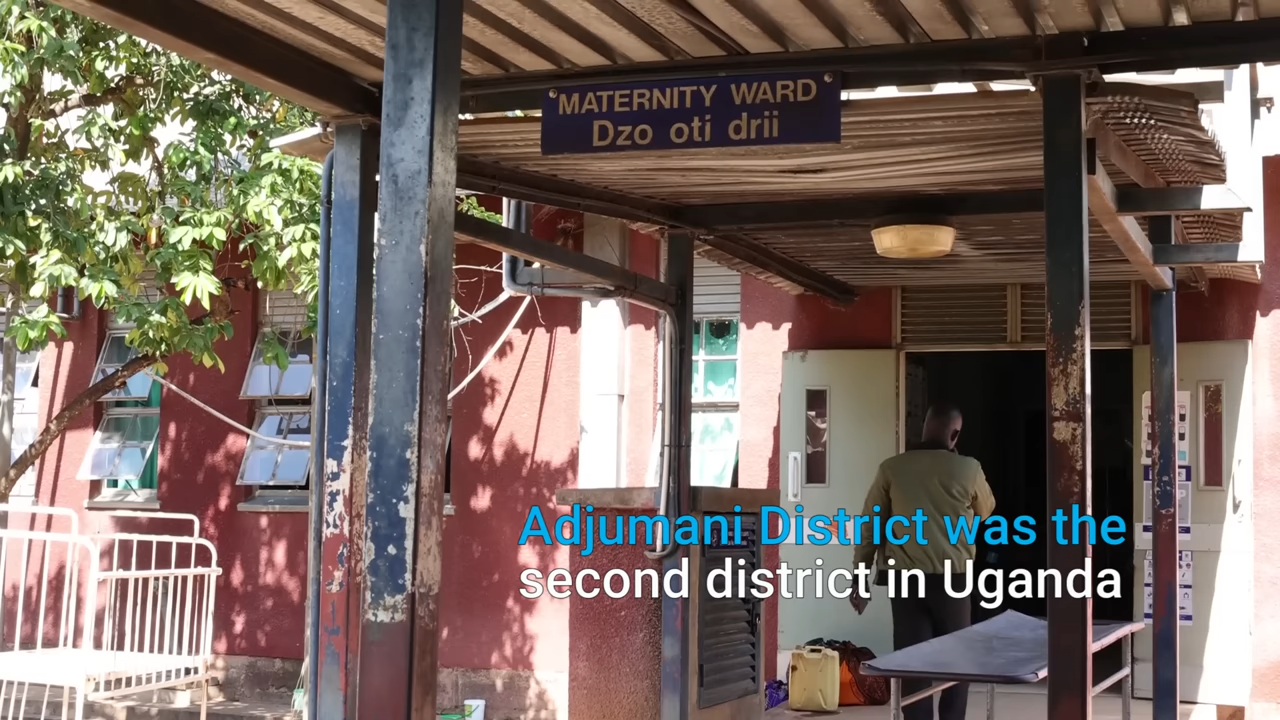 MATERNITY WARD
Dzo oti drii
Adjumani District was the
second district in Uganda